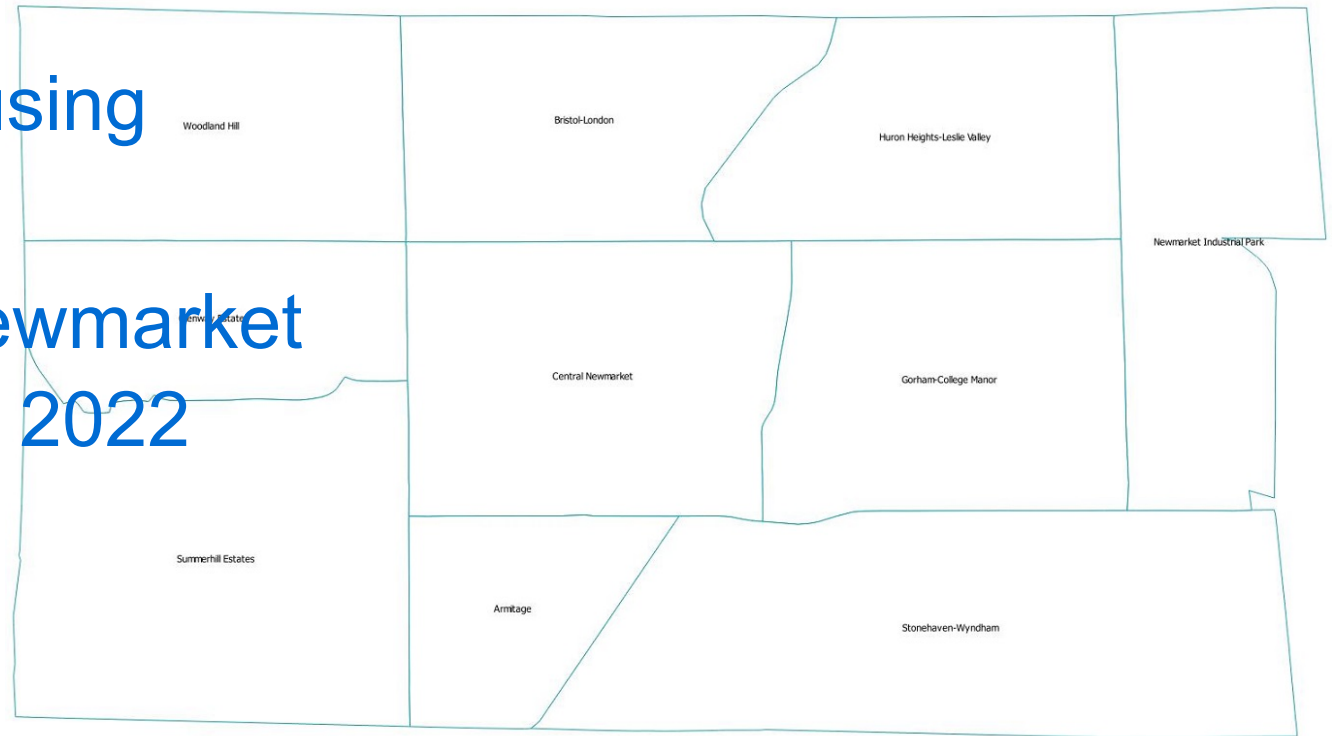 using
Woodland Hill
Bristol-London
Huron Heights-Leslie Valley
Newmarket Industrial Park
ewmarket
Central Newmarket
Gorham-College Manor
2022
Summerhill Estates
Armitage
Stonehaven-Wyndham